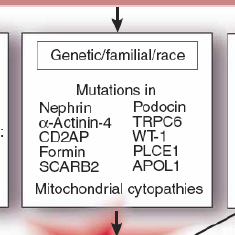 Genetic/familial/race
Mutations in
Nephrin Podocin
α-Actinin-4 TRPC6
CD2AP WT-1
Formin PLCE1
SCARB2 APOL1
Mitochondrial cytopathies
: